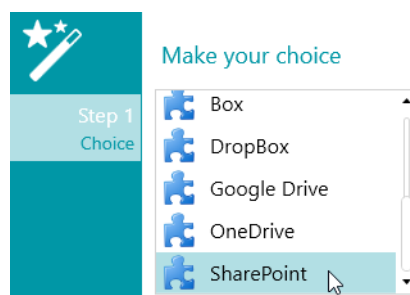 Make your choice
Step 1
Choice
Box
DropBox
Google Drive
OneDrive
SharePoint